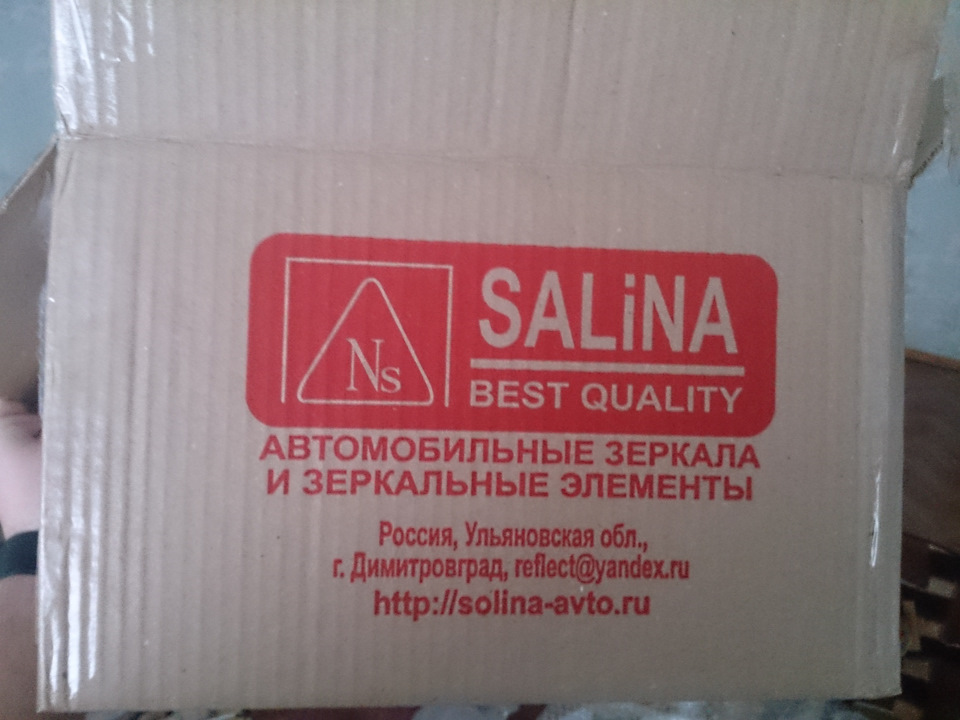 Ns
SALiNA
BEST QUALITY
АВТОМОБИЛЬНЫЕ ЗЕРКАЛА
И ЗЕРКАЛЬНЫЕ ЭЛЕМЕНТЫ
Россия, Ульяновская обл.,
г. Димитровград, reflect@yandex.ru
http://solina-avto.ru